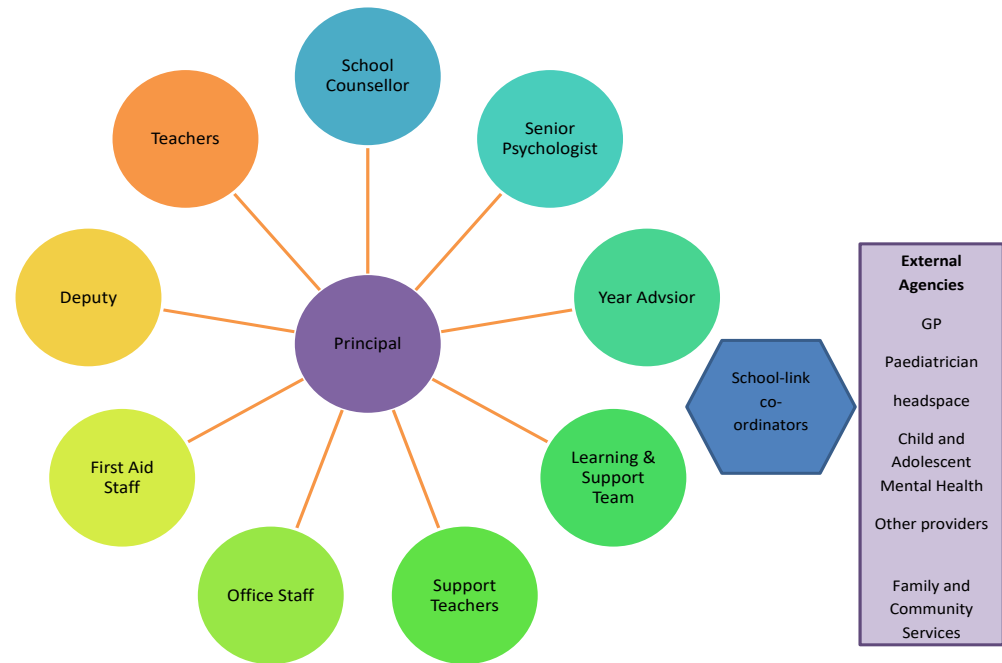 School
Counsellor
Teachers
Senior
Psychologist
Deputy
Year Advsior
Principal
First Aid
Staff
Learning &
Support
Team
Office Staff
Support
Teachers
School-link
co-
ordinators
External
Agencies
GP
Paediatrician
headspace
Child and
Adolescent
Mental Health
Other providers
Family and
Community
Services